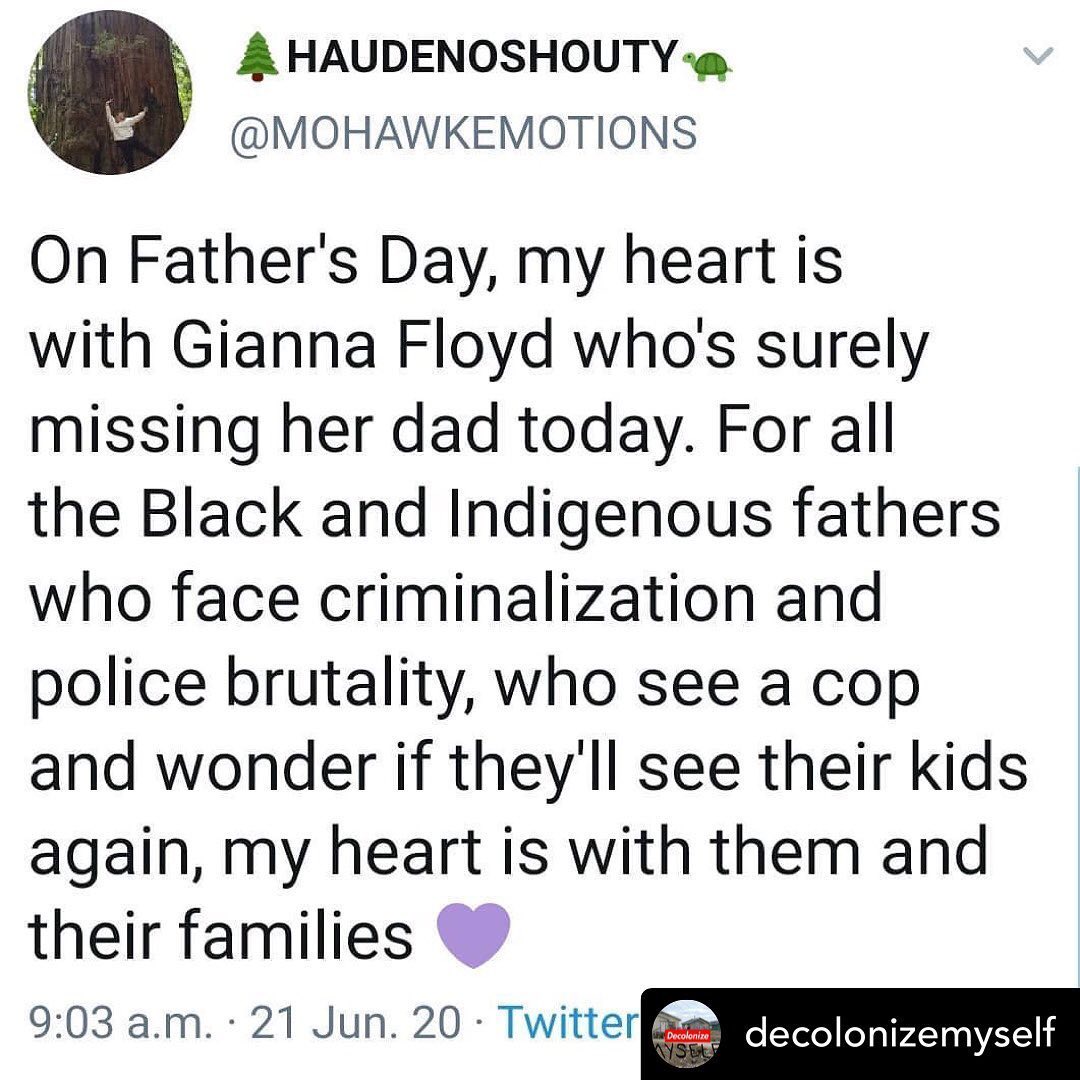 🌲HAUDENOSHOUTY🐢
@MOHAWKEMOTIONS
On Father's Day, my heart is
with Gianna Floyd who's surely
missing her dad today. For all
the Black and Indigenous fathers
who face criminalization and
police brutality, who see a cop
and wonder if they'll see their kids
again, my heart is with them and
their families 💜
9:03 a.m. · 21 Jun. 20 · Twitter
Decolonize
MYSELF
decolonizemyself